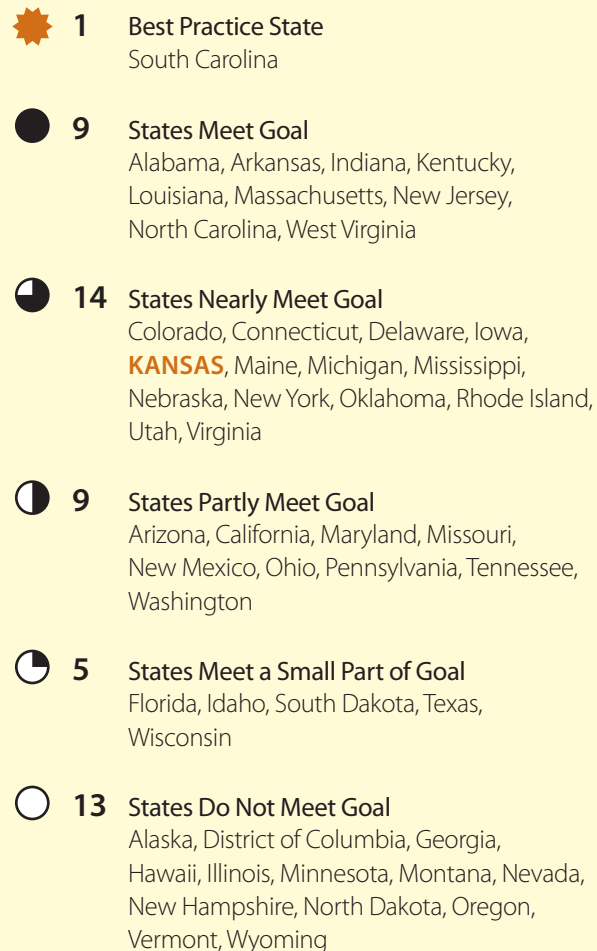 1 Best Practice State
South Carolina
9 States Meet Goal
Alabama, Arkansas, Indiana, Kentucky,
Louisiana, Massachusetts, New Jersey,
North Carolina, West Virginia
14 States Nearly Meet Goal
Colorado, Connecticut, Delaware, Iowa,
KANSAS, Maine, Michigan, Mississippi,
Nebraska, New York, Oklahoma, Rhode Island,
Utah, Virginia
9 States Partly Meet Goal
Arizona, California, Maryland, Missouri,
New Mexico, Ohio, Pennsylvania, Tennessee,
Washington
5 States Meet a Small Part of Goal
Florida, Idaho, South Dakota, Texas,
Wisconsin
13 States Do Not Meet Goal
Alaska, District of Columbia, Georgia,
Hawaii, Illinois, Minnesota, Montana, Nevada,
New Hampshire, North Dakota, Oregon,
Vermont, Wyoming